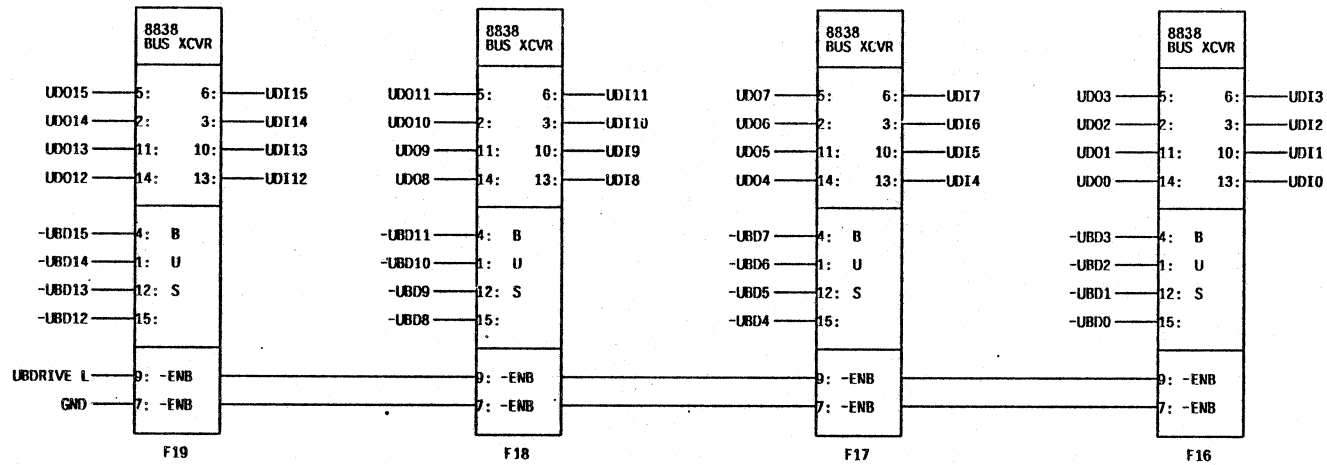 8838 8838 8838 8838
BUS XCVR BUS XCVR BUS XCVR BUS XCVR
UDO15 5: 6: UDI15 UDO11 5: 6: UDI11 UDO7 5: 6: UDI7 UDO3 5: 6: UDI3
UDO14 2: 3: UDI14 UDO10 2: 3: UDI10 UDO6 2: 3: UDI6 UDO2 2: 3: UDI2
UDO13 11: 10: UDI13 UDO9 11: 10: UDI9 UDO5 11: 10: UDI5 UDO1 11: 10: UDI1
UDO12 14: 13: UDI12 UDO8 14: 13: UDI8 UDO4 14: 13: UDI4 UDO0 14: 13: UDI0
-UBD15 4: B -UBD11 4: B -UBD7 4: B -UBD3 4: B
-UBD14 1: U -UBD10 1: U -UBD6 1: U -UBD2 1: U
-UBD13 12: S -UBD9 12: S -UBD5 12: S -UBD1 12: S
-UBD12 15: -UBD8 15: -UBD4 15: -UBD0 15:
UBDRIVE L 9: -ENB 9: -ENB 9: -ENB 9: -ENB
GND 7: -ENB 7: -ENB 7: -ENB 7: -ENB
F19 F18 F17 F16